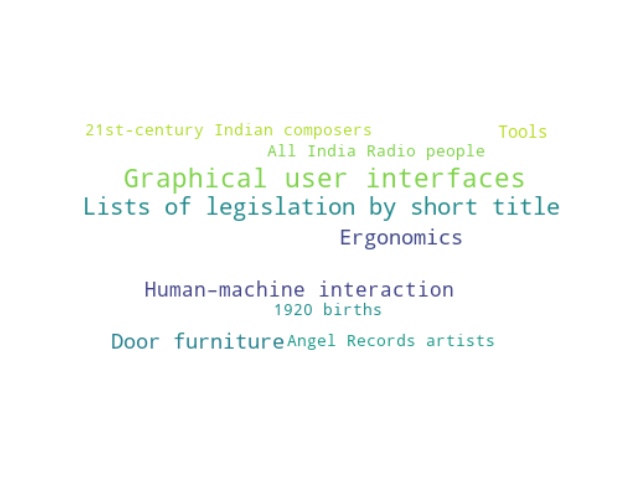 21st-century Indian composers
Tools
All India Radio people
Graphical user interfaces
Lists of legislation by short title
Ergonomics
Human–machine interaction
1920 births
Door furniture
Angel Records artists